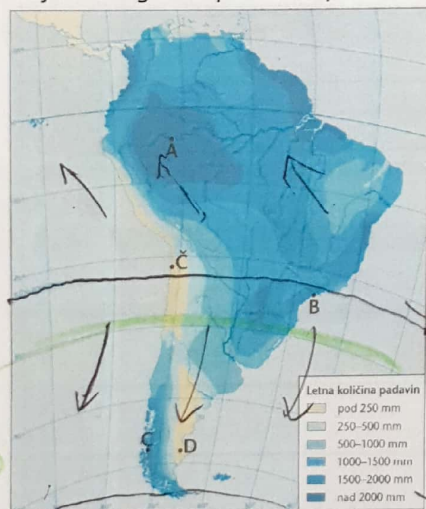 A
Č
B
Letna količina padavin
pod 250 mm
250–500 mm
500–1000 mm
1000–1500 mm
1500–2000 mm
nad 2000 mm
C
D